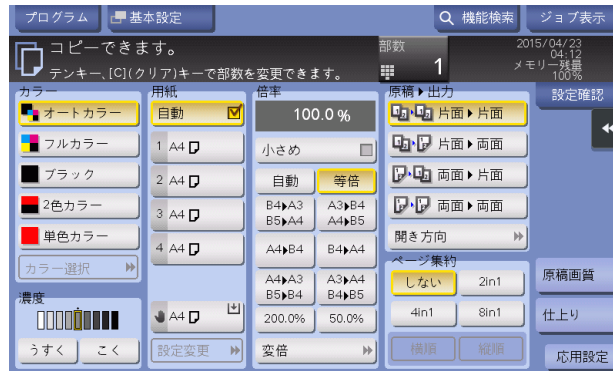 プログラム
基本設定
機能検索
ジョブ表示
コピーできます。
テンキー、[C](クリア)キーで部数を変更できます。
部数
1
2015/04/23
04:12
メモリー残量
100%
カラー
オートカラー
フルカラー
ブラック
2色カラー
単色カラー
カラー選択
濃度
うすく
こく
用紙
自動
1 A4
2 A4
3 A4
4 A4
A4
設定変更
倍率
100.0 %
小さめ
自動
等倍
B4▶A3
B5▶A4
A3▶B4
A4▶B5
A4▶B4
B4▶A4
A4▶A3
B5▶B4
A3▶A4
B4▶B5
200.0%
50.0%
変倍
原稿▶出力
片面▶片面
片面▶両面
両面▶片面
両面▶両面
開き方向
ページ集約
しない
2in1
4in1
8in1
横順
縦順
設定確認
原稿画質
仕上り
応用設定